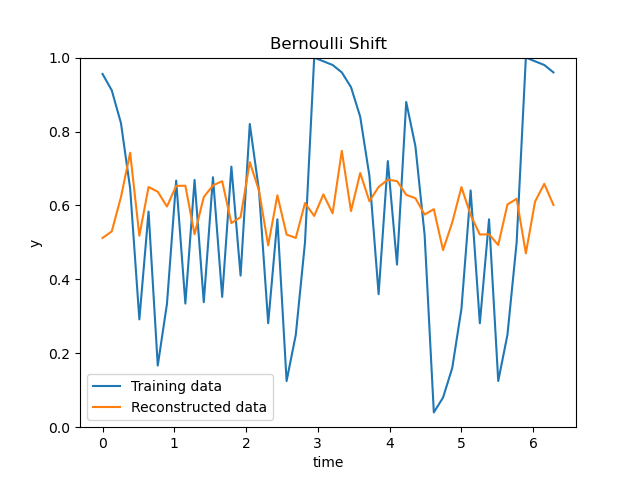 Bernoulli Shift
1.0
0.8
0.6
0.4
0.2
0.0
y
Training data
Reconstructed data
0 1 2 3 4 5 6
time